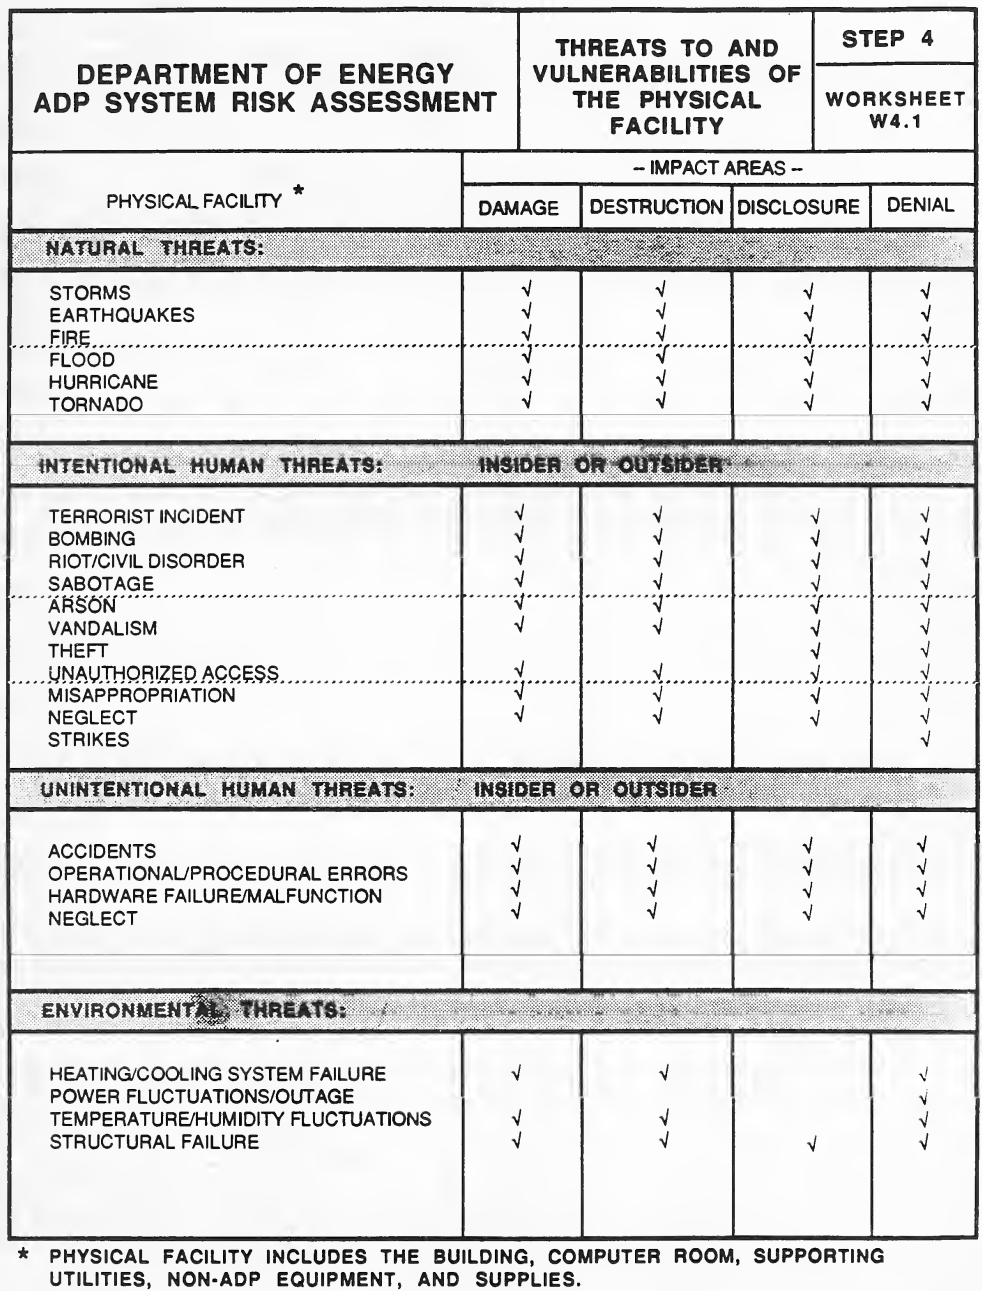 DEPARTMENT OF ENERGY
ADP SYSTEM RISK ASSESSMENT
THREATS TO AND
VULNERABILITIES OF
THE PHYSICAL
FACILITY
STEP 4
WORKSHEET
W4.1
PHYSICAL FACILITY *
-- IMPACT AREAS --
DAMAGE DESTRUCTION DISCLOSURE DENIAL
NATURAL THREATS:
STORMS √ √ √ √
EARTHQUAKES √ √ √ √
FIRE √ √ √ √
FLOOD √ √ √ √
HURRICANE √ √ √ √
TORNADO √ √ √ √
INTENTIONAL HUMAN THREATS: INSIDER OR OUTSIDER
TERRORIST INCIDENT √ √ √ √
BOMBING √ √ √ √
RIOT/CIVIL DISORDER √ √ √ √
SABOTAGE √ √ √ √
ARSON √ √ √ √
VANDALISM √ √ √ √
THEFT √ √
UNAUTHORIZED ACCESS √ √ √ √
MISAPPROPRIATION √ √ √ √
NEGLECT √ √ √ √
STRIKES √
UNINTENTIONAL HUMAN THREATS: INSIDER OR OUTSIDER
ACCIDENTS √ √ √ √
OPERATIONAL/PROCEDURAL ERRORS √ √ √ √
HARDWARE FAILURE/MALFUNCTION √ √ √ √
NEGLECT √ √ √ √
ENVIRONMENTAL THREATS:
HEATING/COOLING SYSTEM FAILURE √ √ √
POWER FLUCTUATIONS/OUTAGE √
TEMPERATURE/HUMIDITY FLUCTUATIONS √ √ √
STRUCTURAL FAILURE √ √ √ √
* PHYSICAL FACILITY INCLUDES THE BUILDING, COMPUTER ROOM, SUPPORTING
UTILITIES, NON-ADP EQUIPMENT, AND SUPPLIES.